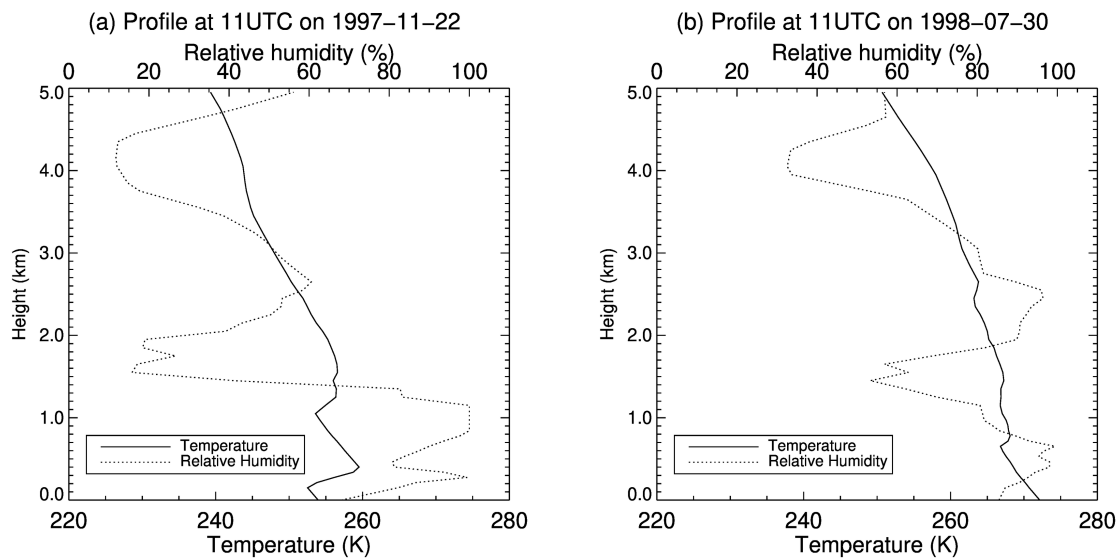 (a) Profile at 11UTC on 1997−11−22
Relative humidity (%)
0 20 40 60 80 100
5.0
4.0
3.0
2.0
1.0
0.0
Height (km)
Temperature
Relative Humidity
220 240 260 280
Temperature (K)
(b) Profile at 11UTC on 1998−07−30
Relative humidity (%)
0 20 40 60 80 100
5.0
4.0
3.0
2.0
1.0
0.0
Height (km)
Temperature
Relative Humidity
220 240 260 280
Temperature (K)